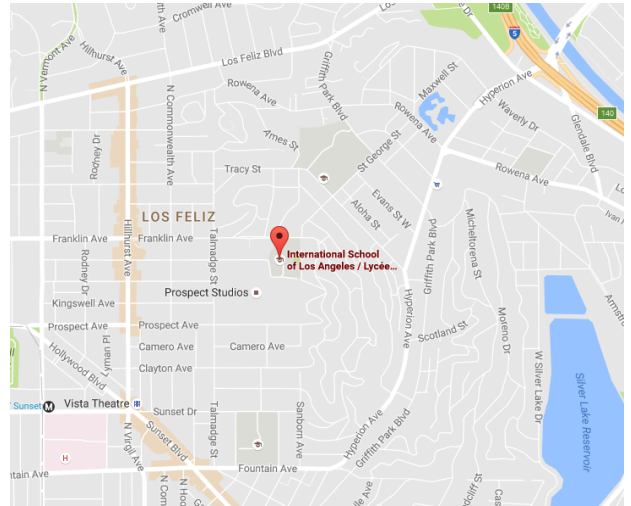 Cromwell Ave
140B
5
N Vermont Ave
Hillhurst Ave
Los Feliz Blvd
Griffith Park Blvd
Maxwell St
Hyperion Ave
N Commonwealth Ave
Rowena Ave
Rowena Ave
Waverly Dr
140
Glendale Blvd
Ames St
St George St
Rodney Dr
Tracy St
Rowena Ave
Evans St W
Aloha St
LOS FELIZ
Franklin Ave
Franklin Ave
Hillhurst Ave
Talmadge St
International School
of Los Angeles / Lycée...
Griffith Park Blvd
Micheltorena St
Ivan
Rodney Dr
Prospect Studios
Kingswell Ave
Hyperion Ave
Armstro
Prospect Ave
Prospect Ave
Scotland St
Moreno Dr
Lyman Pl
Camero Ave
Camero Ave
W Silver Lake Dr
Hollywood Blvd
Clayton Ave
Silver Lake Reservoir
Sunset
M
Vista Theatre
Sunset Dr
Talmadge St
Sanborn Ave
Hyperion Ave
Griffith Park Blvd
N Virgil Ave
Sunset Blvd
H
ntain Ave
Fountain Ave
N Hoo